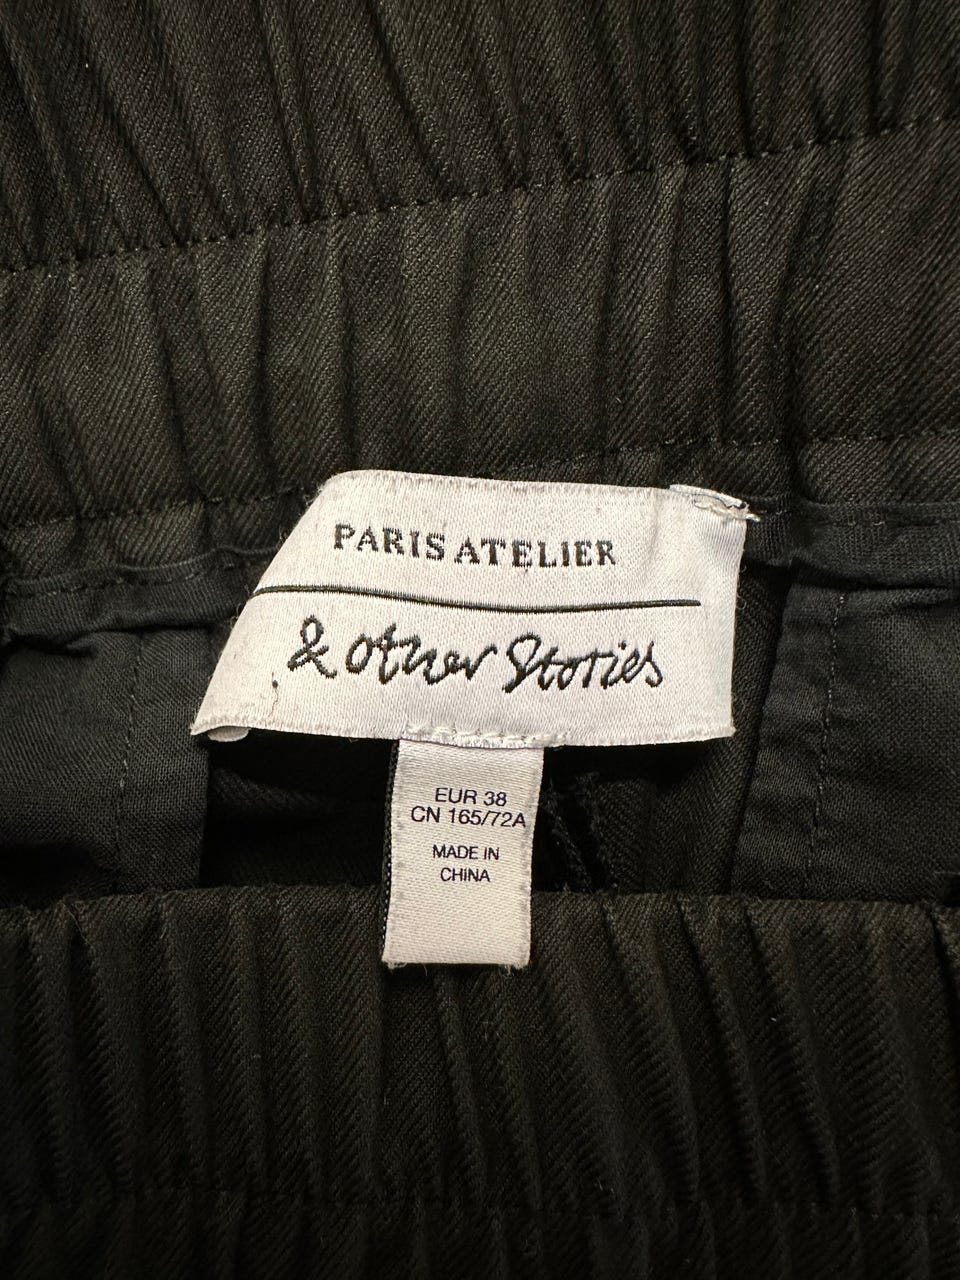 PARIS ATELIER
& other Stories
EUR 38
CN 165/72A
MADE IN
CHINA